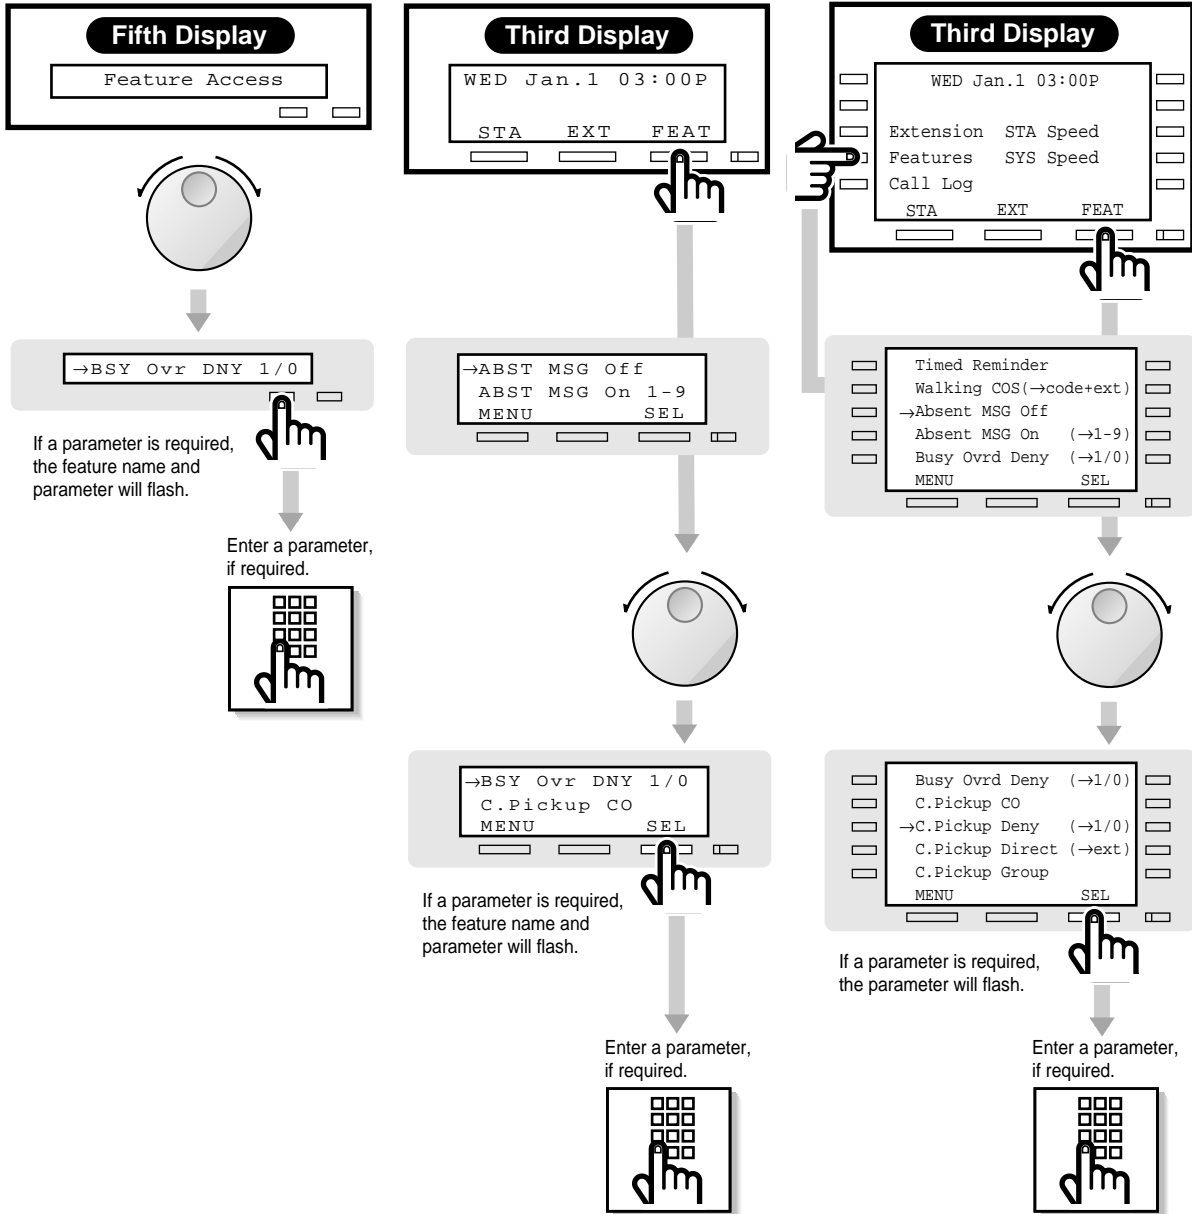 Fifth Display
Feature Access
→BSY Ovr DNY 1/0
If a parameter is required,
the feature name and
parameter will flash.
Enter a parameter,
if required.
Third Display
WED Jan.1 03:00P
STA EXT FEAT
→ABST MSG Off
ABST MSG On 1-9
MENU SEL
→BSY Ovr DNY 1/0
C.Pickup CO
MENU SEL
If a parameter is required,
the feature name and
parameter will flash.
Enter a parameter,
if required.
Third Display
WED Jan.1 03:00P
Extension STA Speed
Features SYS Speed
Call Log
STA EXT FEAT
Timed Reminder
Walking COS(→code+ext)
→Absent MSG Off
Absent MSG On (→1-9)
Busy Ovrd Deny (→1/0)
MENU SEL
Busy Ovrd Deny (→1/0)
C.Pickup CO
→C.Pickup Deny (→1/0)
C.Pickup Direct (→ext)
C.Pickup Group
MENU SEL
If a parameter is required,
the parameter will flash.
Enter a parameter,
if required.